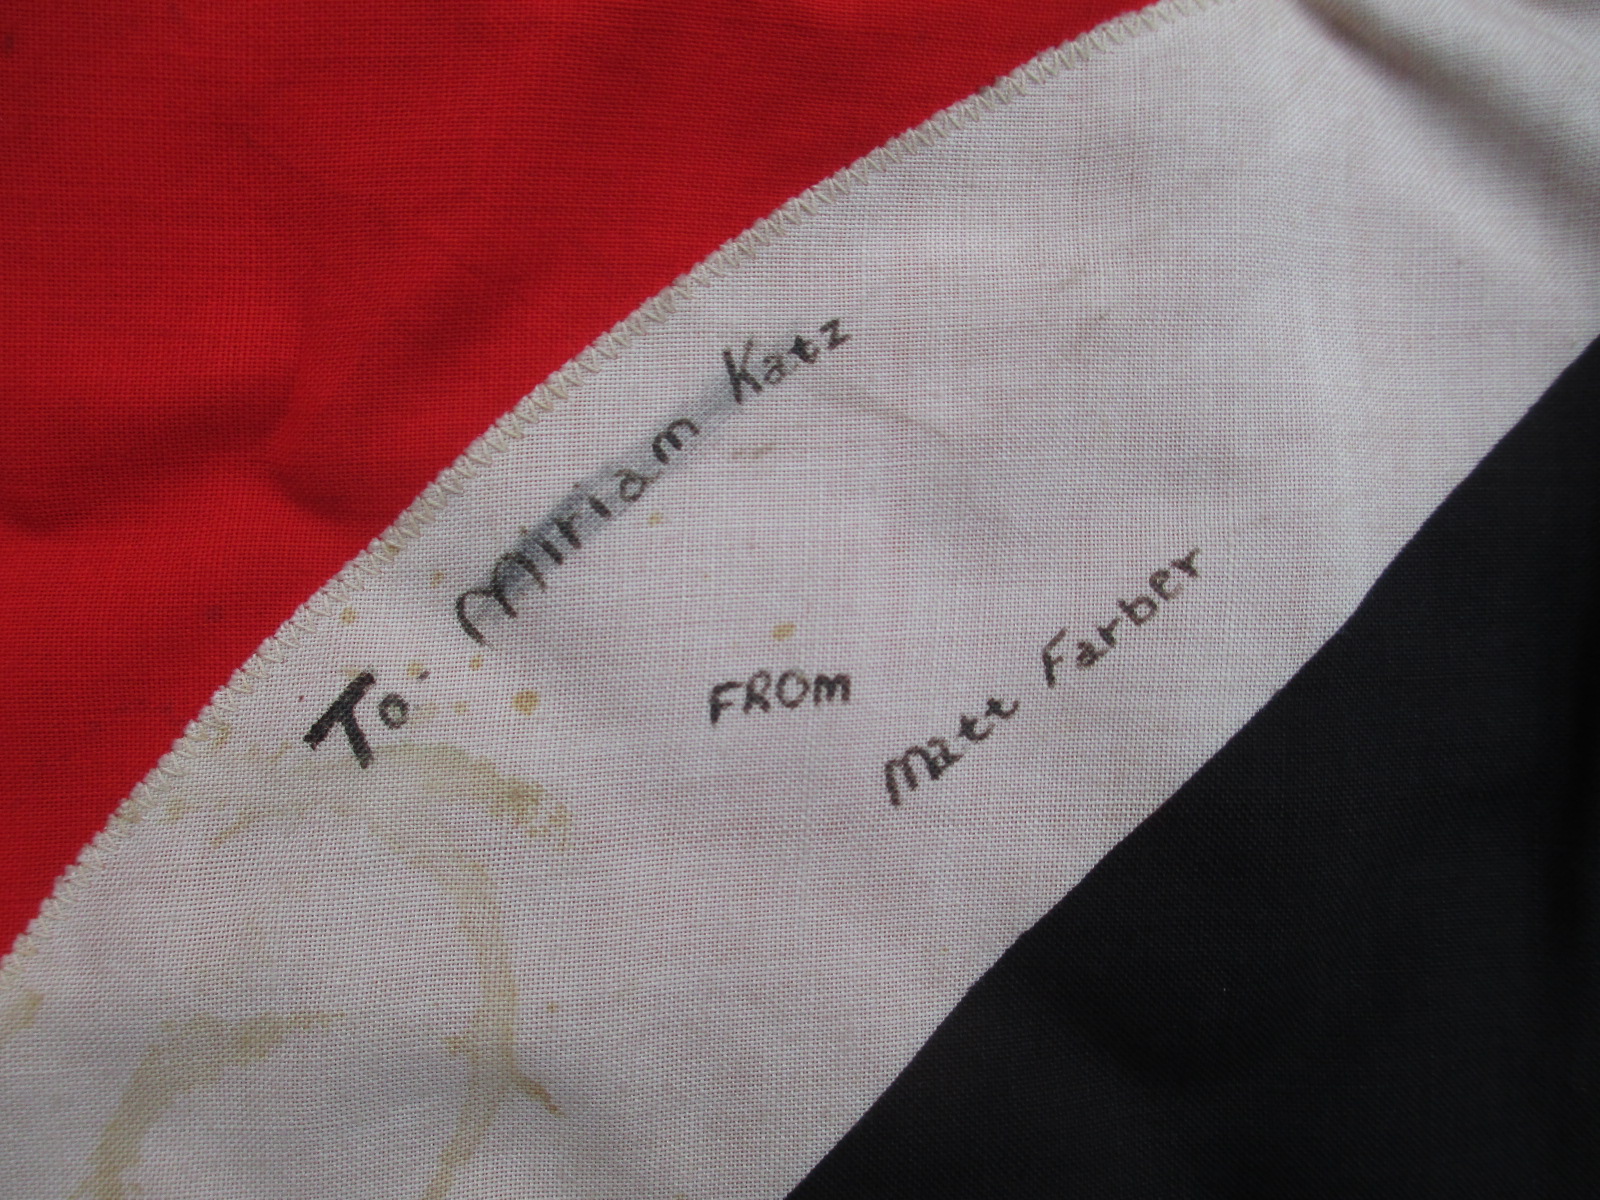 To: Miriam Katz
FROM
Matt Farber